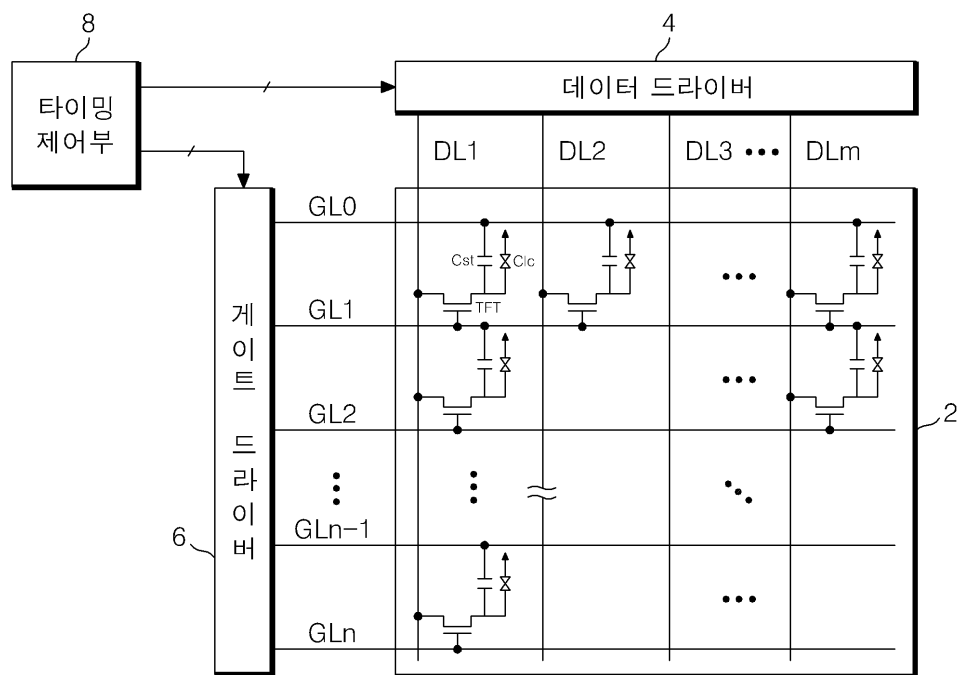 8
4
타이밍
제어부
데이터 드라이버
DL1 DL2 DL3 ••• DLm
GL0
Cst Clc
TFT
GL1
GL2
게이트 드라이버
2
6
GLn-1
GLn